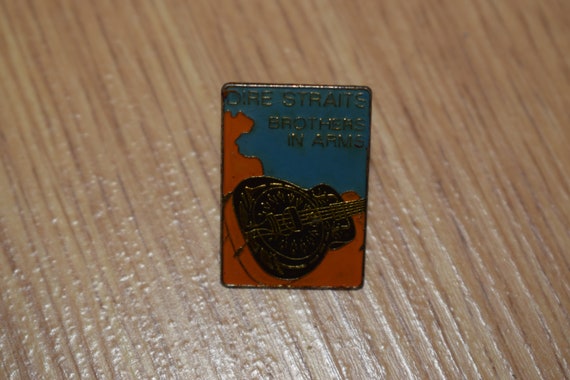 DIRE STRAITS
BROTHERS
IN ARMS